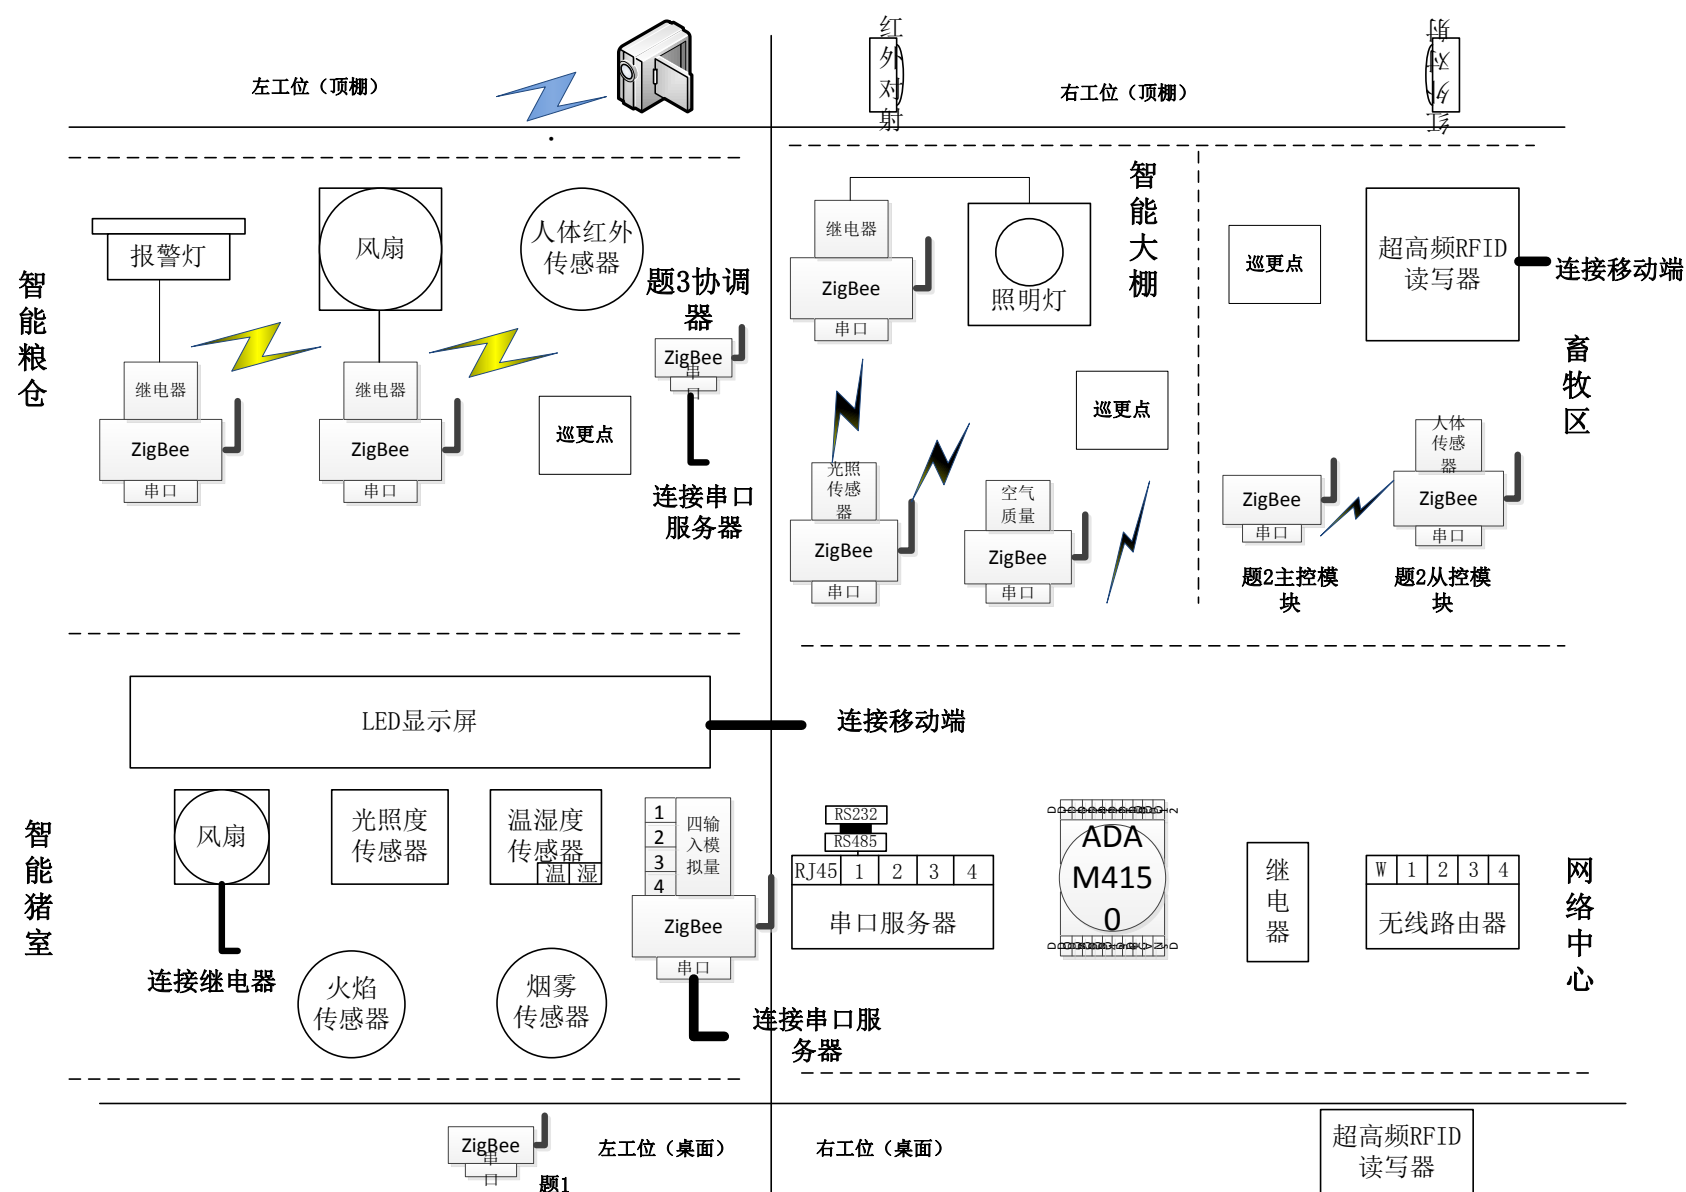 左工位（顶棚）
红
外
对
射
右工位（顶棚）
红
外
对
射
智
能
粮
仓
报警灯
风扇
人体红外
传感器
题3协调
器
ZigBee
串
口
连接串口
服务器
继电器
ZigBee
串口
继电器
ZigBee
串口
巡更点
智
能
大
棚
继电器
ZigBee
串口
照明灯
巡更点
光照
传感
器
ZigBee
串口
空气
质量
ZigBee
串口
巡更点
超高频RFID
读写器
连接移动端
畜
牧
区
ZigBee
串口
题2主控模
块
人体
传感
器
ZigBee
串口
题2从控模
块
LED显示屏
连接移动端
智
能
猪
室
风扇
连接继电器
光照度
传感器
温湿度
传感器
温 湿
火焰
传感器
烟雾
传感器
1
2
3
4
四输
入模
拟量
ZigBee
串口
连接串口服
务器
RS232
RS485
RJ45 1 2 3 4
串口服务器
ADA
M415
0
继
电
器
W 1 2 3 4
无线路由器
网
络
中
心
ZigBee
串
口
题1
左工位（桌面）
右工位（桌面）
超高频RFID
读写器